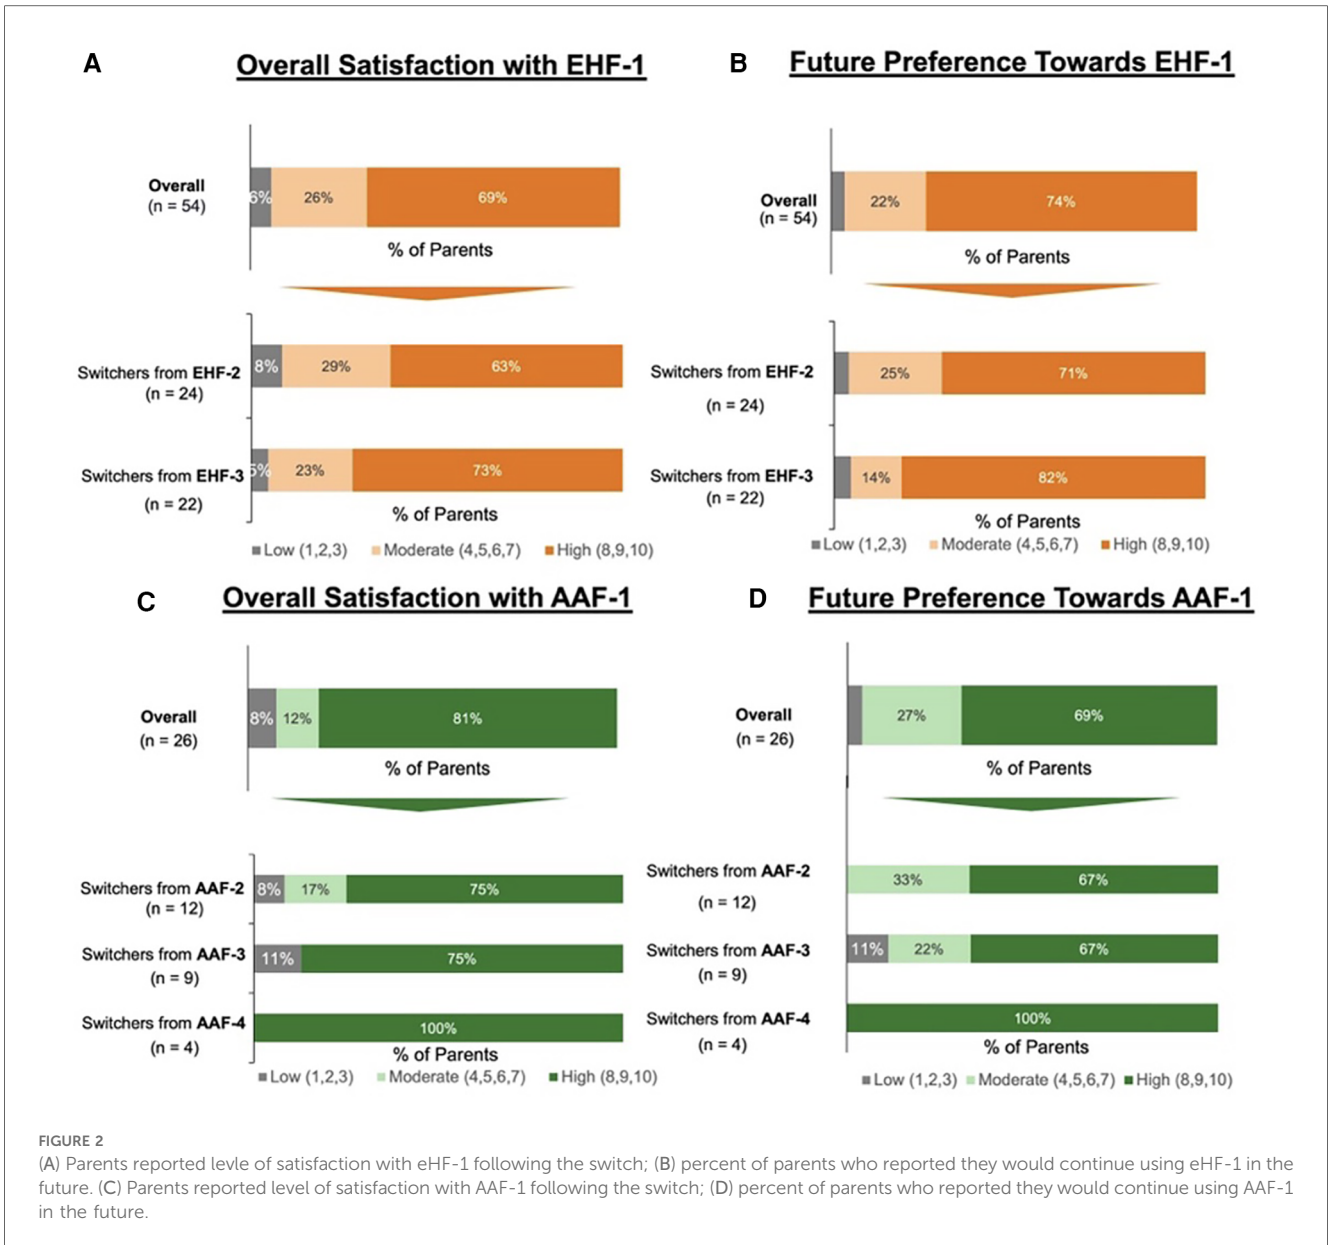 A
Overall Satisfaction with EHF-1
Overall
(n = 54)
6%
26%
69%
% of Parents
Switchers from EHF-2
(n = 24)
8%
29%
63%
Switchers from EHF-3
(n = 22)
5%
23%
73%
% of Parents
Low (1,2,3) Moderate (4,5,6,7) High (8,9,10)
B
Future Preference Towards EHF-1
Overall
(n = 54)
22%
74%
% of Parents
Switchers from EHF-2
(n = 24)
25%
71%
Switchers from EHF-3
(n = 22)
14%
82%
% of Parents
Low (1,2,3) Moderate (4,5,6,7) High (8,9,10)
C
Overall Satisfaction with AAF-1
Overall
(n = 26)
8%
12%
81%
% of Parents
Switchers from AAF-2
(n = 12)
8%
17%
75%
Switchers from AAF-3
(n = 9)
11%
75%
Switchers from AAF-4
(n = 4)
100%
% of Parents
Low (1,2,3) Moderate (4,5,6,7) High (8,9,10)
D
Future Preference Towards AAF-1
Overall
(n = 26)
27%
69%
% of Parents
Switchers from AAF-2
(n = 12)
33%
67%
Switchers from AAF-3
(n = 9)
11%
22%
67%
Switchers from AAF-4
(n = 4)
100%
% of Parents
Low (1,2,3) Moderate (4,5,6,7) High (8,9,10)
FIGURE 2
(A) Parents reported levle of satisfaction with eHF-1 following the switch; (B) percent of parents who reported they would continue using eHF-1 in the
future. (C) Parents reported level of satisfaction with AAF-1 following the switch; (D) percent of parents who reported they would continue using AAF-1
in the future.